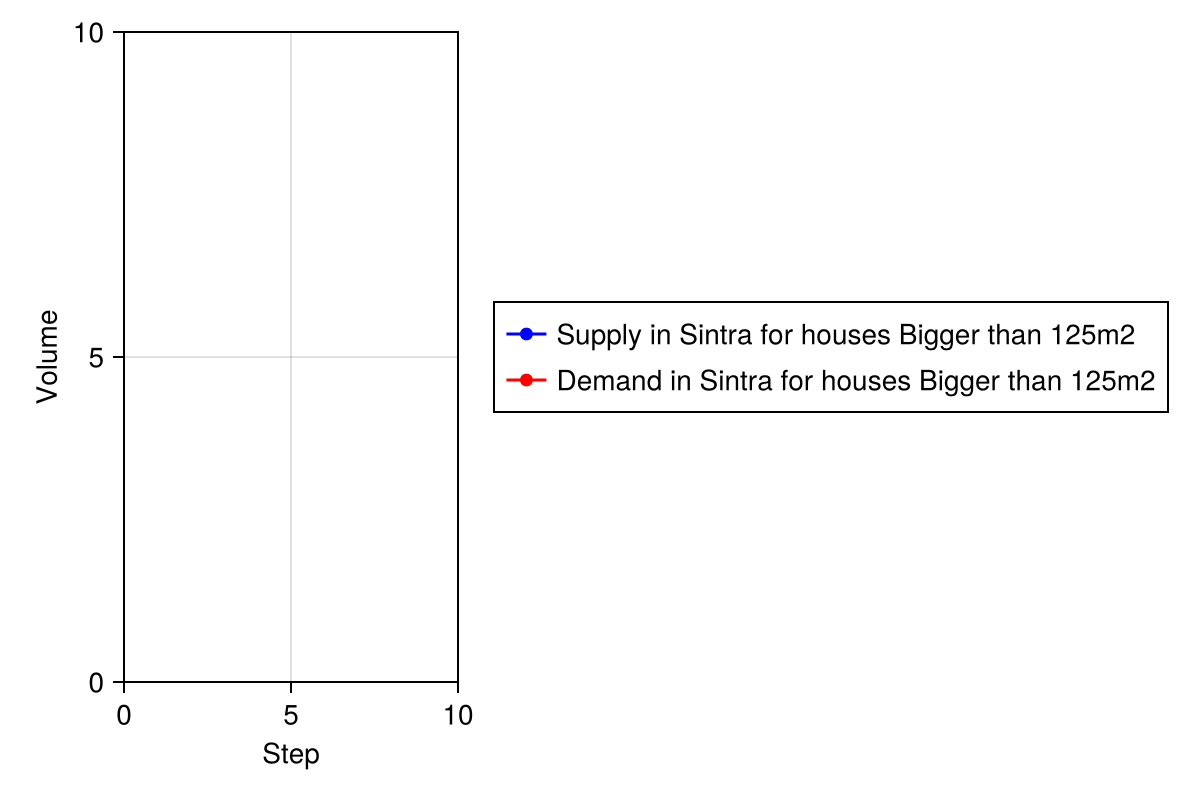 10
5
0
Volume
0 5 10
Step
Supply in Sintra for houses Bigger than 125m2
Demand in Sintra for houses Bigger than 125m2